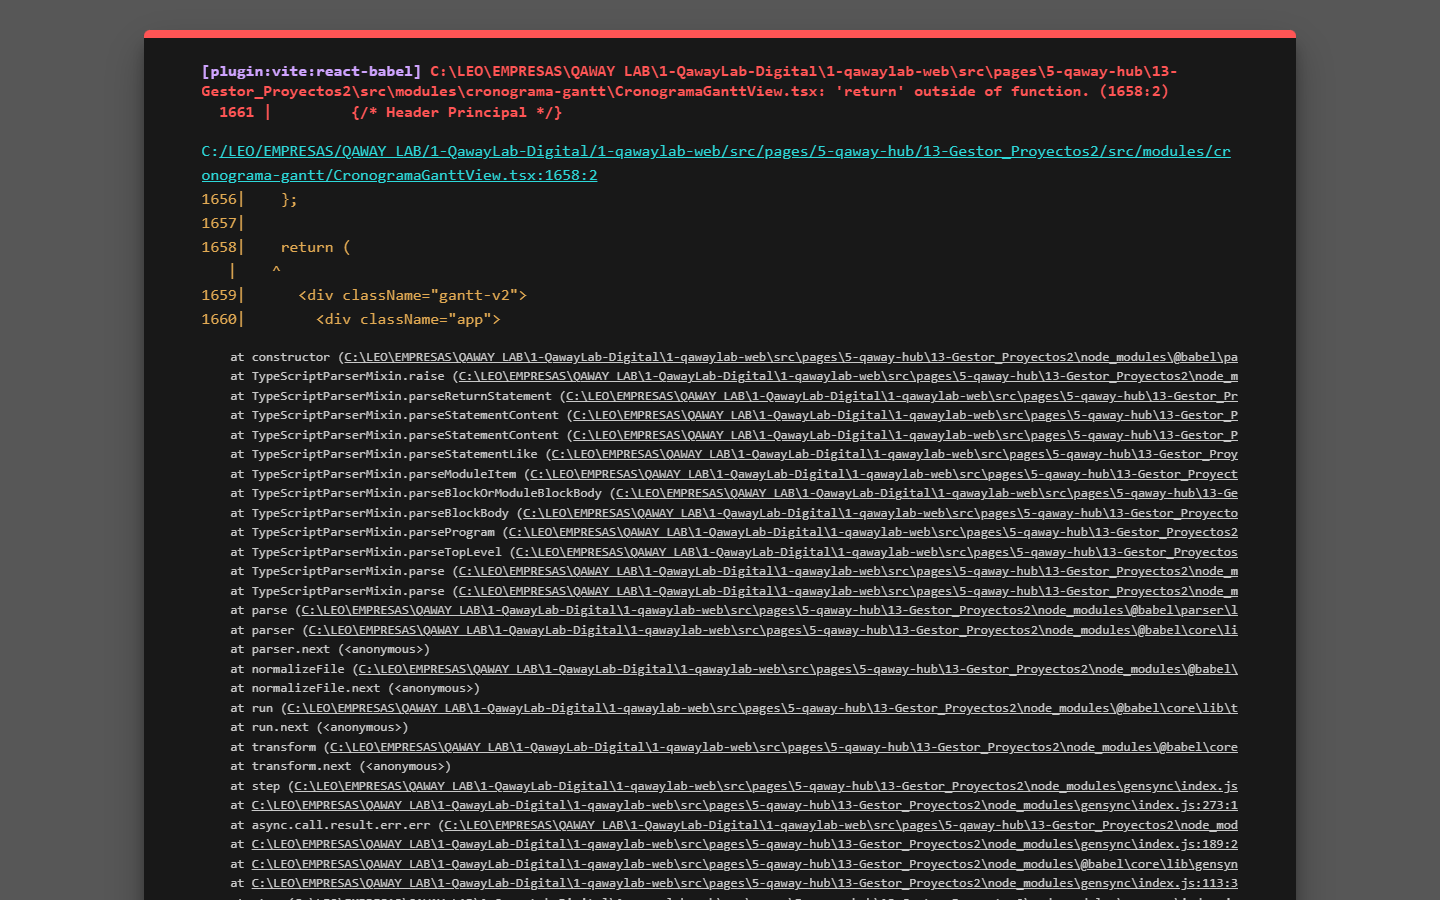 [plugin:vite:react-babel] C:\LEO\EMPRESAS\QAWAY LAB\1-QawayLab-Digital\1-qawaylab-web\src\pages\5-qaway-hub\13-
Gestor_Proyectos2\src\modules\cronograma-gantt\CronogramaGanttView.tsx: 'return' outside of function. (1658:2)
  1661 |         {/* Header Principal */}
C:/LEO/EMPRESAS/QAWAY LAB/1-QawayLab-Digital/1-qawaylab-web/src/pages/5-qaway-hub/13-Gestor_Proyectos2/src/modules/cr
onograma-gantt/CronogramaGanttView.tsx:1658:2
1656|    };
1657|
1658|    return (
   |    ^
1659|      <div className="gantt-v2">
1660|        <div className="app">
at constructor (C:\LEO\EMPRESAS\QAWAY LAB\1-QawayLab-Digital\1-qawaylab-web\src\pages\5-qaway-hub\13-Gestor_Proyectos2\node_modules\@babel\pa
at TypeScriptParserMixin.raise (C:\LEO\EMPRESAS\QAWAY LAB\1-QawayLab-Digital\1-qawaylab-web\src\pages\5-qaway-hub\13-Gestor_Proyectos2\node_m
at TypeScriptParserMixin.parseReturnStatement (C:\LEO\EMPRESAS\QAWAY LAB\1-QawayLab-Digital\1-qawaylab-web\src\pages\5-qaway-hub\13-Gestor_Pr
at TypeScriptParserMixin.parseStatementContent (C:\LEO\EMPRESAS\QAWAY LAB\1-QawayLab-Digital\1-qawaylab-web\src\pages\5-qaway-hub\13-Gestor_P
at TypeScriptParserMixin.parseStatementContent (C:\LEO\EMPRESAS\QAWAY LAB\1-QawayLab-Digital\1-qawaylab-web\src\pages\5-qaway-hub\13-Gestor_P
at TypeScriptParserMixin.parseStatementLike (C:\LEO\EMPRESAS\QAWAY LAB\1-QawayLab-Digital\1-qawaylab-web\src\pages\5-qaway-hub\13-Gestor_Proy
at TypeScriptParserMixin.parseModuleItem (C:\LEO\EMPRESAS\QAWAY LAB\1-QawayLab-Digital\1-qawaylab-web\src\pages\5-qaway-hub\13-Gestor_Proyect
at TypeScriptParserMixin.parseBlockOrModuleBlockBody (C:\LEO\EMPRESAS\QAWAY LAB\1-QawayLab-Digital\1-qawaylab-web\src\pages\5-qaway-hub\13-Ge
at TypeScriptParserMixin.parseBlockBody (C:\LEO\EMPRESAS\QAWAY LAB\1-QawayLab-Digital\1-qawaylab-web\src\pages\5-qaway-hub\13-Gestor_Proyecto
at TypeScriptParserMixin.parseProgram (C:\LEO\EMPRESAS\QAWAY LAB\1-QawayLab-Digital\1-qawaylab-web\src\pages\5-qaway-hub\13-Gestor_Proyectos2
at TypeScriptParserMixin.parseTopLevel (C:\LEO\EMPRESAS\QAWAY LAB\1-QawayLab-Digital\1-qawaylab-web\src\pages\5-qaway-hub\13-Gestor_Proyectos
at TypeScriptParserMixin.parse (C:\LEO\EMPRESAS\QAWAY LAB\1-QawayLab-Digital\1-qawaylab-web\src\pages\5-qaway-hub\13-Gestor_Proyectos2\node_m
at TypeScriptParserMixin.parse (C:\LEO\EMPRESAS\QAWAY LAB\1-QawayLab-Digital\1-qawaylab-web\src\pages\5-qaway-hub\13-Gestor_Proyectos2\node_m
at parse (C:\LEO\EMPRESAS\QAWAY LAB\1-QawayLab-Digital\1-qawaylab-web\src\pages\5-qaway-hub\13-Gestor_Proyectos2\node_modules\@babel\parser\l
at parser (C:\LEO\EMPRESAS\QAWAY LAB\1-QawayLab-Digital\1-qawaylab-web\src\pages\5-qaway-hub\13-Gestor_Proyectos2\node_modules\@babel\core\li
at parser.next (<anonymous>)
at normalizeFile (C:\LEO\EMPRESAS\QAWAY LAB\1-QawayLab-Digital\1-qawaylab-web\src\pages\5-qaway-hub\13-Gestor_Proyectos2\node_modules\@babel\
at normalizeFile.next (<anonymous>)
at run (C:\LEO\EMPRESAS\QAWAY LAB\1-QawayLab-Digital\1-qawaylab-web\src\pages\5-qaway-hub\13-Gestor_Proyectos2\node_modules\@babel\core\lib\t
at run.next (<anonymous>)
at transform (C:\LEO\EMPRESAS\QAWAY LAB\1-QawayLab-Digital\1-qawaylab-web\src\pages\5-qaway-hub\13-Gestor_Proyectos2\node_modules\@babel\core
at transform.next (<anonymous>)
at step (C:\LEO\EMPRESAS\QAWAY LAB\1-QawayLab-Digital\1-qawaylab-web\src\pages\5-qaway-hub\13-Gestor_Proyectos2\node_modules\gensync\index.js
at C:\LEO\EMPRESAS\QAWAY LAB\1-QawayLab-Digital\1-qawaylab-web\src\pages\5-qaway-hub\13-Gestor_Proyectos2\node_modules\gensync\index.js:273:1
at async.call.result.err.err (C:\LEO\EMPRESAS\QAWAY LAB\1-QawayLab-Digital\1-qawaylab-web\src\pages\5-qaway-hub\13-Gestor_Proyectos2\node_mod
at C:\LEO\EMPRESAS\QAWAY LAB\1-QawayLab-Digital\1-qawaylab-web\src\pages\5-qaway-hub\13-Gestor_Proyectos2\node_modules\gensync\index.js:189:2
at C:\LEO\EMPRESAS\QAWAY LAB\1-QawayLab-Digital\1-qawaylab-web\src\pages\5-qaway-hub\13-Gestor_Proyectos2\node_modules\@babel\core\lib\gensyn
at C:\LEO\EMPRESAS\QAWAY LAB\1-QawayLab-Digital\1-qawaylab-web\src\pages\5-qaway-hub\13-Gestor_Proyectos2\node_modules\gensync\index.js:113:3